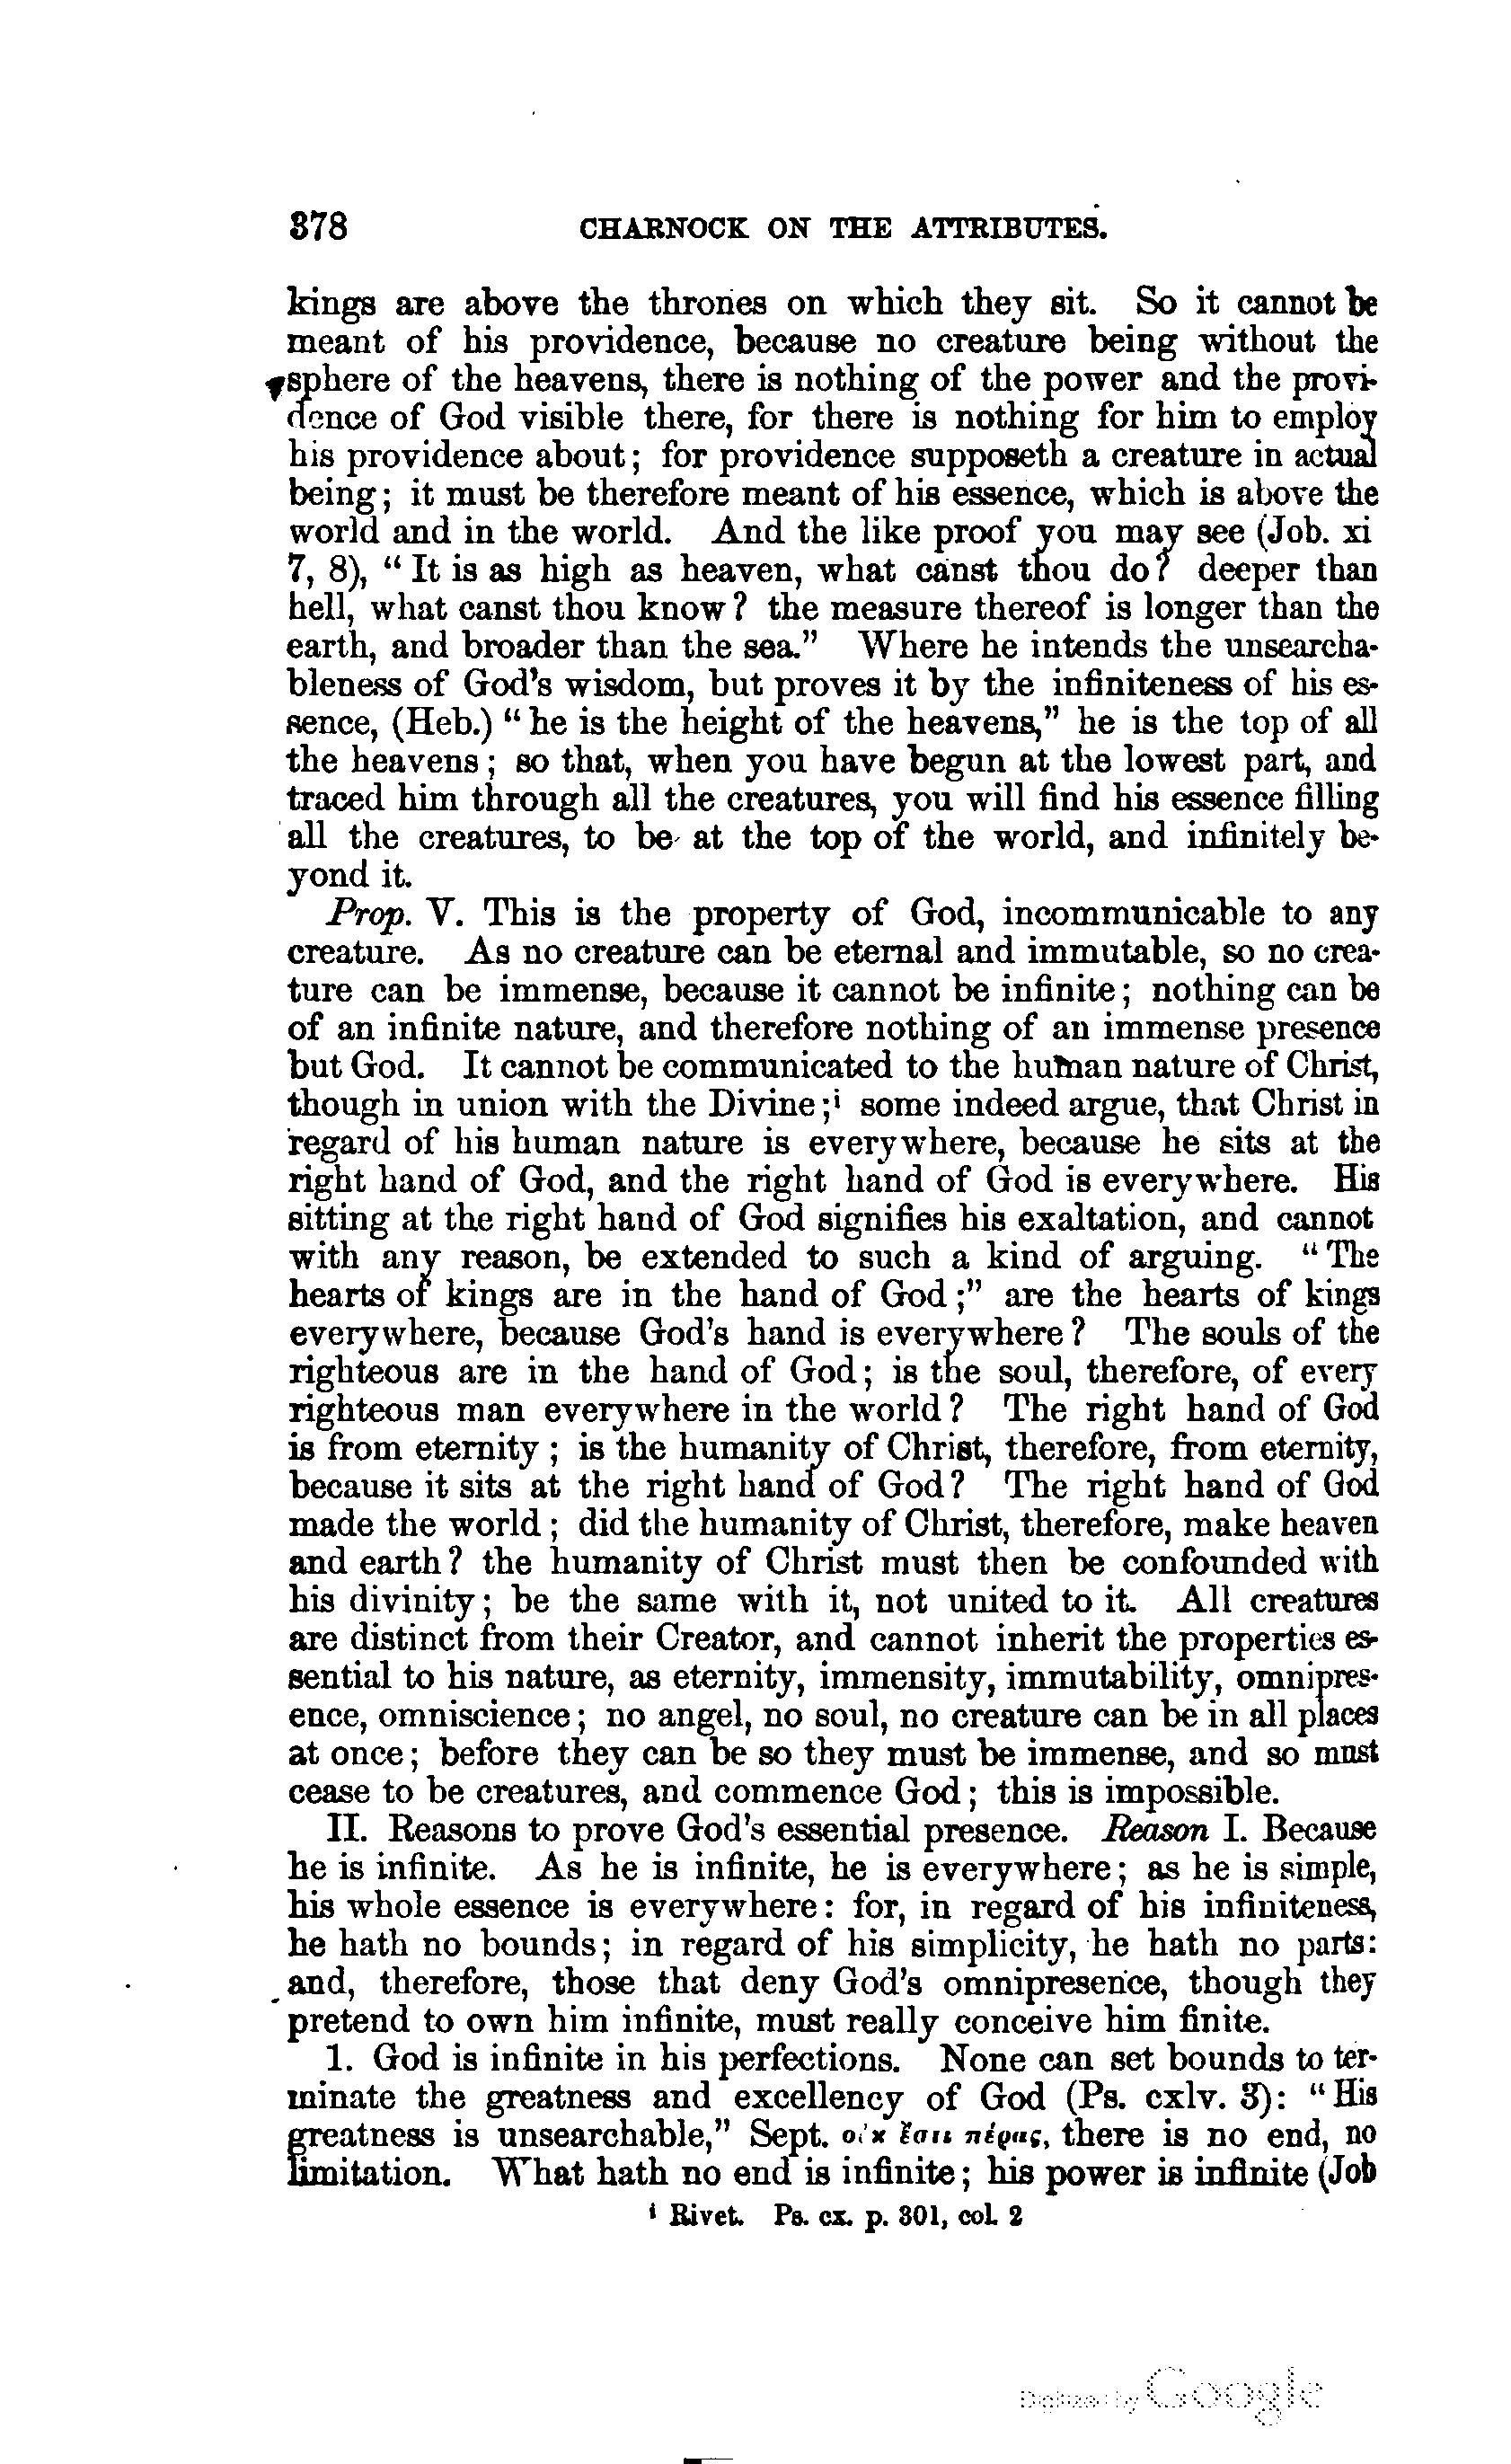 378 CHARNOCK ON THE ATTRIBUTES.
kings are above the thrones on which they sit. So it cannot be
meant of his providence, because no creature being without the
sphere of the heavens, there is nothing of the power and the provi-
dence of God visible there, for there is nothing for him to employ
his providence about; for providence supposeth a creature in actual
being; it must be therefore meant of his essence, which is above the
world and in the world. And the like proof you may see (Job. xi
7, 8), “It is as high as heaven, what canst thou do? deeper than
hell, what canst thou know? the measure thereof is longer than the
earth, and broader than the sea.” Where he intends the unsearcha-
bleness of God's wisdom, but proves it by the infiniteness of his es-
sence, (Heb.) “he is the height of the heavens,” he is the top of all
the heavens; so that, when you have begun at the lowest part, and
traced him through all the creatures, you will find his essence filling
all the creatures, to be at the top of the world, and infinitely be-
yond it.
Prop. V. This is the property of God, incommunicable to any
creature. As no creature can be eternal and immutable, so no crea-
ture can be immense, because it cannot be infinite; nothing can be
of an infinite nature, and therefore nothing of an immense presence
but God. It cannot be communicated to the human nature of Christ,
though in union with the Divine;i some indeed argue, that Christ in
regard of his human nature is everywhere, because he sits at the
right hand of God, and the right hand of God is everywhere. His
sitting at the right hand of God signifies his exaltation, and cannot
with any reason, be extended to such a kind of arguing. “The
hearts of kings are in the hand of God;” are the hearts of kings
everywhere, because God's hand is everywhere? The souls of the
righteous are in the hand of God; is the soul, therefore, of every
righteous man everywhere in the world? The right hand of God
is from eternity; is the humanity of Christ, therefore, from eternity,
because it sits at the right hand of God? The right hand of God
made the world; did the humanity of Christ, therefore, make heaven
and earth? the humanity of Christ must then be confounded with
his divinity; be the same with it, not united to it. All creatures
are distinct from their Creator, and cannot inherit the properties es-
sential to his nature, as eternity, immensity, immutability, omnipres-
ence, omniscience; no angel, no soul, no creature can be in all places
at once; before they can be so they must be immense, and so must
cease to be creatures, and commence God; this is impossible.
II. Reasons to prove God's essential presence. Reason I. Because
he is infinite. As he is infinite, he is everywhere; as he is simple,
his whole essence is everywhere: for, in regard of his infiniteness,
he hath no bounds; in regard of his simplicity, he hath no parts:
and, therefore, those that deny God's omnipresence, though they
pretend to own him infinite, must really conceive him finite.
1. God is infinite in his perfections. None can set bounds to ter-
minate the greatness and excellency of God (Ps. cxlv. 3): “His
greatness is unsearchable,” Sept. οὐκ ἔστι πέρας, there is no end, no
limitation. What hath no end is infinite; his power is infinite (Job
i Rivet. Ps. cx. p. 301, col. 2
Digitized by Google